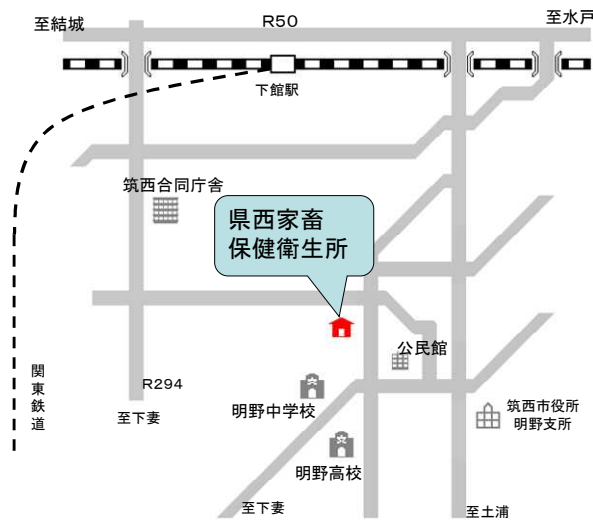 至結城
R50
至水戸
下館駅
筑西合同庁舎
県西家畜
保健衛生所
公民館
関東鉄道
R294
至下妻
明野中学校
筑西市役所
明野支所
明野高校
至下妻
至土浦